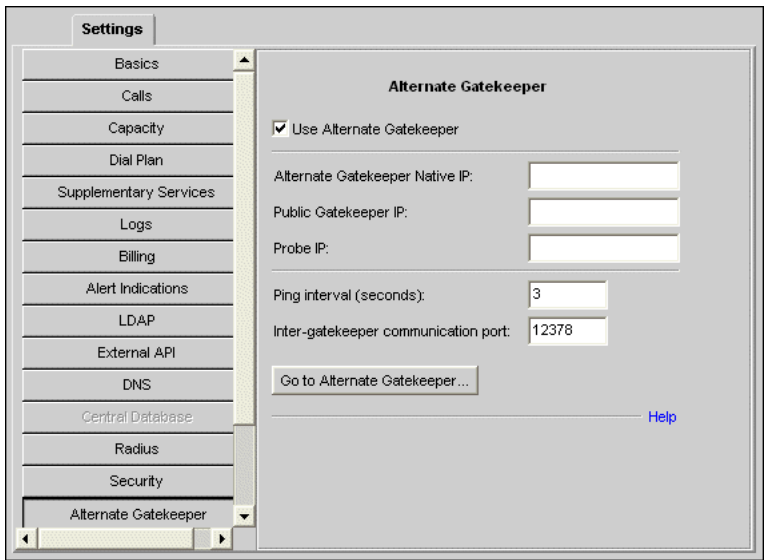 Settings
Basics
Calls
Capacity
Dial Plan
Supplementary Services
Logs
Billing
Alert Indications
LDAP
External API
DNS
Central Database
Radius
Security
Alternate Gatekeeper
Alternate Gatekeeper
Use Alternate Gatekeeper
Alternate Gatekeeper Native IP:
Public Gatekeeper IP:
Probe IP:
Ping interval (seconds): 3
Inter-gatekeeper communication port: 12378
Go to Alternate Gatekeeper...
Help